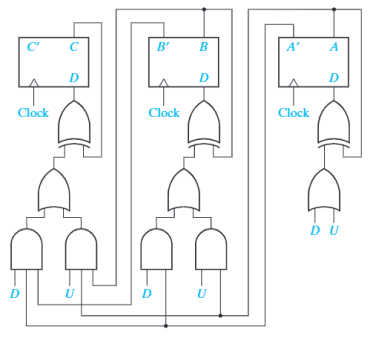 C' C B' B A' A
D D D
Clock Clock Clock
D U
D U D U